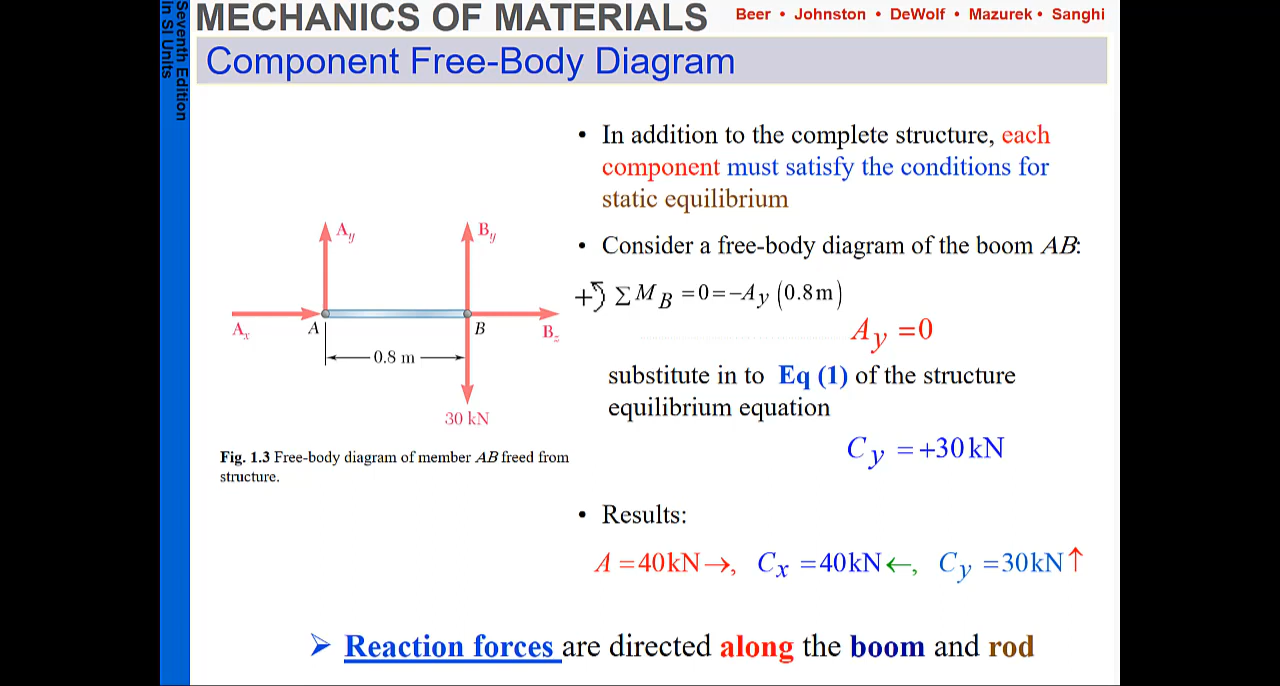 Seventh Edition
in SI Units
MECHANICS OF MATERIALS
Beer • Johnston • DeWolf • Mazurek • Sanghi
Component Free-Body Diagram
• In addition to the complete structure, each
component must satisfy the conditions for
static equilibrium
• Consider a free-body diagram of the boom AB:
+↺ ΣM_B =0=−A_y (0.8m)
A_y =0
substitute in to Eq (1) of the structure
equilibrium equation
C_y =+30kN
• Results:
A =40kN→, C_x =40kN←, C_y =30kN↑
A_y
B_y
A_x
A
B
B_z
0.8 m
30 kN
Fig. 1.3 Free-body diagram of member AB freed from
structure.
➢ Reaction forces are directed along the boom and rod